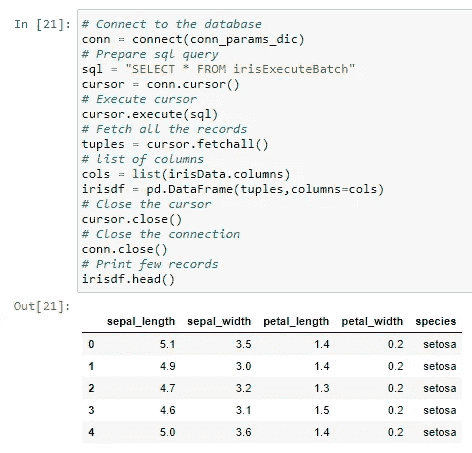 In [21]: # Connect to the database
conn = connect(conn_params_dic)
# Prepare sql query
sql = "SELECT * FROM irisExecuteBatch"
cursor = conn.cursor()
# Execute cursor
cursor.execute(sql)
# Fetch all the records
tuples = cursor.fetchall()
# list of columns
cols = list(irisData.columns)
irisdf = pd.DataFrame(tuples,columns=cols)
# Close the cursor
cursor.close()
# Close the connection
conn.close()
# Print few records
irisdf.head()
Out[21]:
sepal_length sepal_width petal_length petal_width species
0 5.1 3.5 1.4 0.2 setosa
1 4.9 3.0 1.4 0.2 setosa
2 4.7 3.2 1.3 0.2 setosa
3 4.6 3.1 1.5 0.2 setosa
4 5.0 3.6 1.4 0.2 setosa